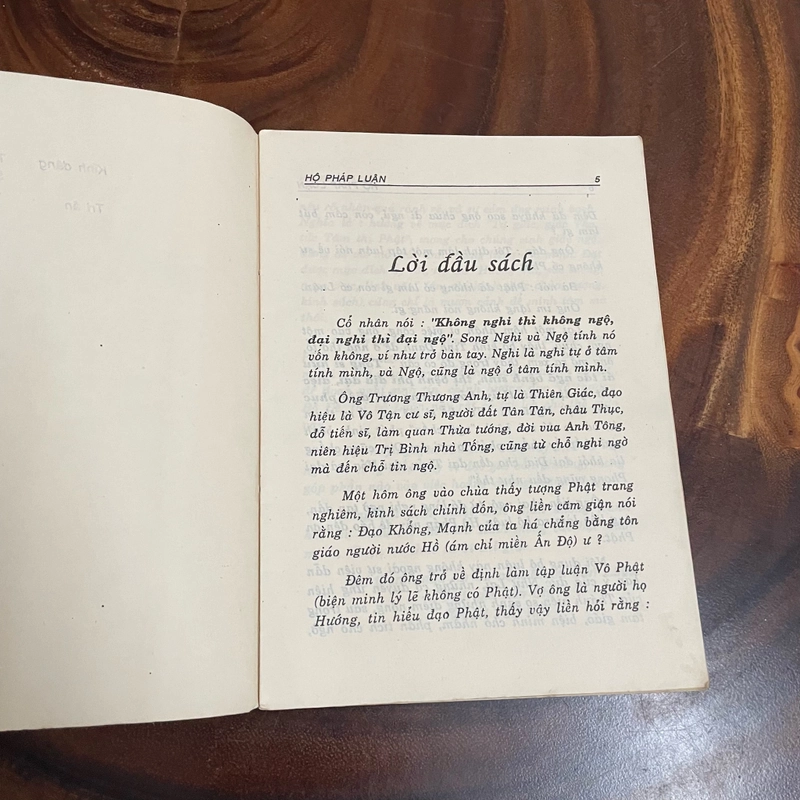 HỘ PHÁP LUẬN 5
Lời đầu sách
Cố nhân nói : "Không nghi thì không ngộ,
đại nghi thì đại ngộ". Song Nghi và Ngộ tính nó
vốn không, ví như trở bàn tay. Nghi là nghi tự ở tâm
tính mình, và Ngộ, cũng là ngộ ở tâm tính mình.
Ông Trương Thương Anh, tự là Thiên Giác, đạo
hiệu là Vô Tận cư sĩ, người đất Tân Tân, châu Thục,
đỗ tiến sĩ, làm quan Thừa tướng, đời vua Anh Tông,
niên hiệu Trị Bình nhà Tống, cũng từ chỗ nghi ngờ
mà đến chỗ tin ngộ.
Một hôm ông vào chùa thấy tượng Phật trang
nghiêm, kinh sách chỉnh đốn, ông liền căm giận nói
rằng : Đạo Khổng, Mạnh của ta há chẳng bằng tôn
giáo người nước Hồ (ám chỉ miền Ấn Độ) ư ?
Đêm đó ông trở về định làm tập luận Vô Phật
(biện minh lý lẽ không có Phật). Vợ ông là người họ
Hướng, tin hiểu đạo Phật, thấy vậy liền hỏi rằng :
Kính dâng
Tri ân